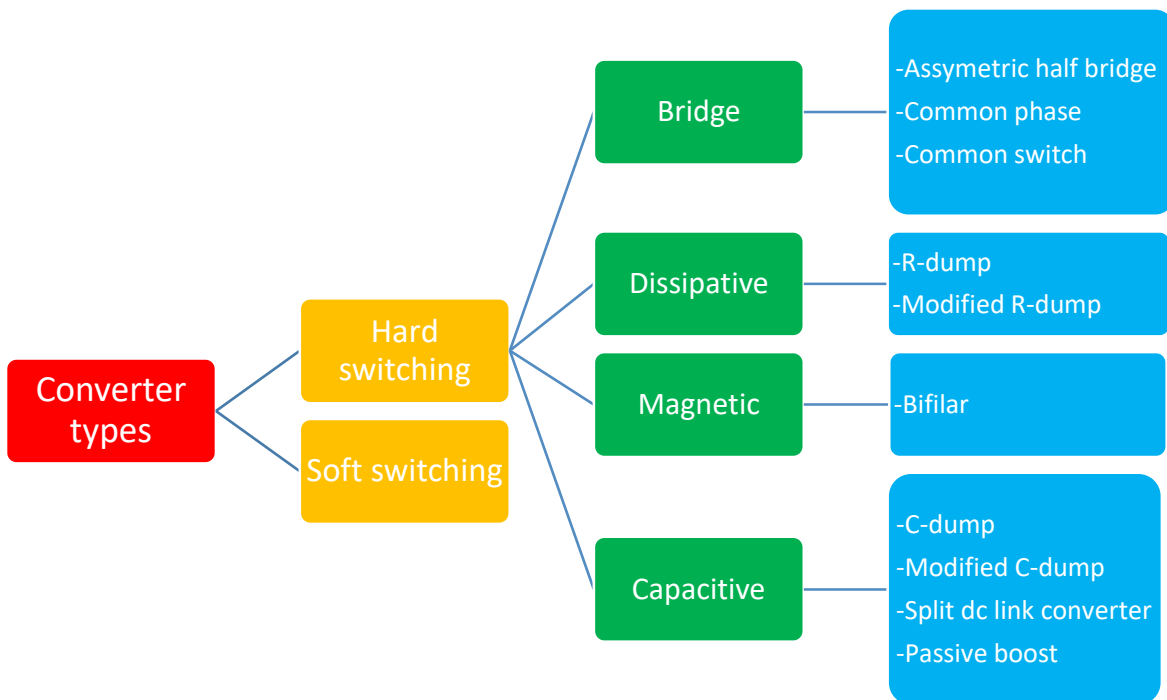 Converter
types
Hard
switching
Soft switching
Bridge
-Assymetric half bridge
-Common phase
-Common switch
Dissipative
-R-dump
-Modified R-dump
Magnetic
-Bifilar
Capacitive
-C-dump
-Modified C-dump
-Split dc link converter
-Passive boost